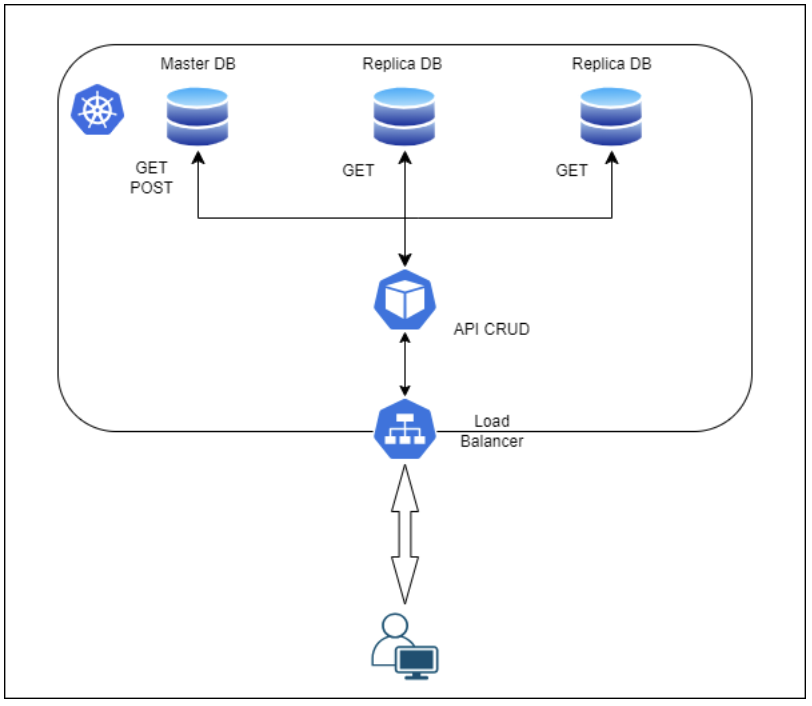 Master DB
Replica DB
Replica DB
GET
POST
GET
GET
API CRUD
Load
Balancer